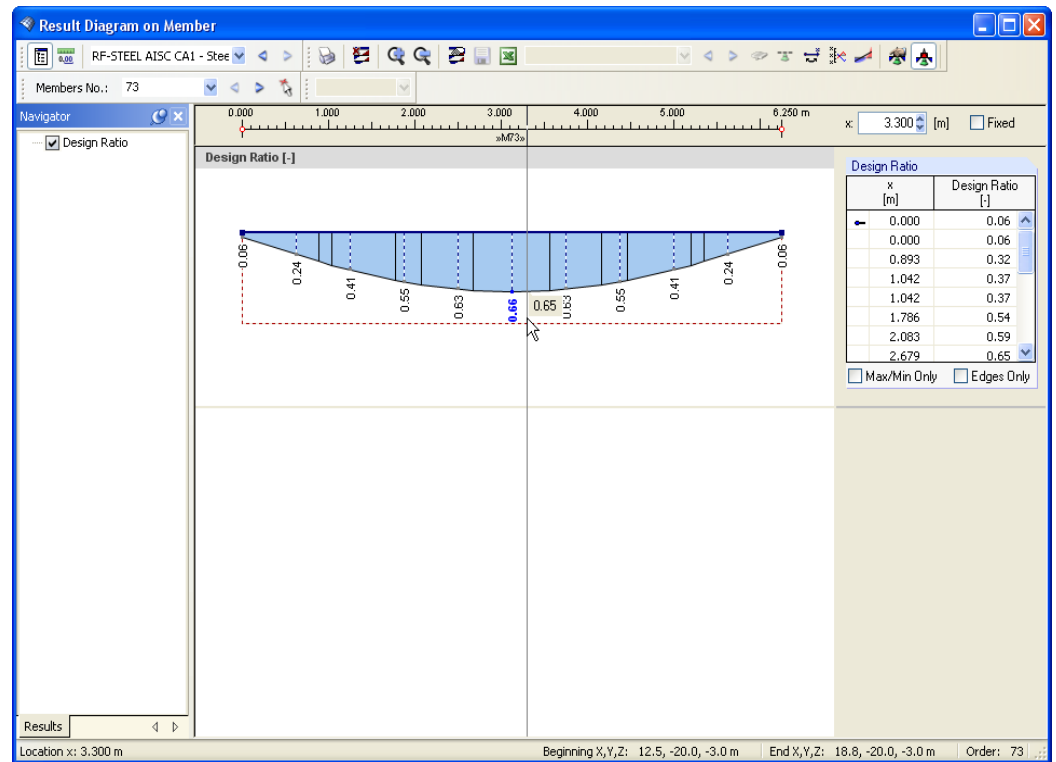 Result Diagram on Member
0.00 RF-STEEL AISC CA1 - Stee
Members No.: 73
Navigator
Design Ratio
0.000 1.000 2.000 3.000 4.000 5.000 6.250 m
»M73»
x: 3.300 [m] Fixed
Design Ratio [-]
0.06 0.24 0.41 0.55 0.63 0.66 0.65 0.63 0.55 0.41 0.24 0.06
Design Ratio
x Design Ratio
[m] [-]
0.000 0.06
0.000 0.06
0.893 0.32
1.042 0.37
1.042 0.37
1.786 0.54
2.083 0.59
2.679 0.65
Max/Min Only Edges Only
Results
Location x: 3.300 m Beginning X,Y,Z: 12.5, -20.0, -3.0 m End X,Y,Z: 18.8, -20.0, -3.0 m Order: 73